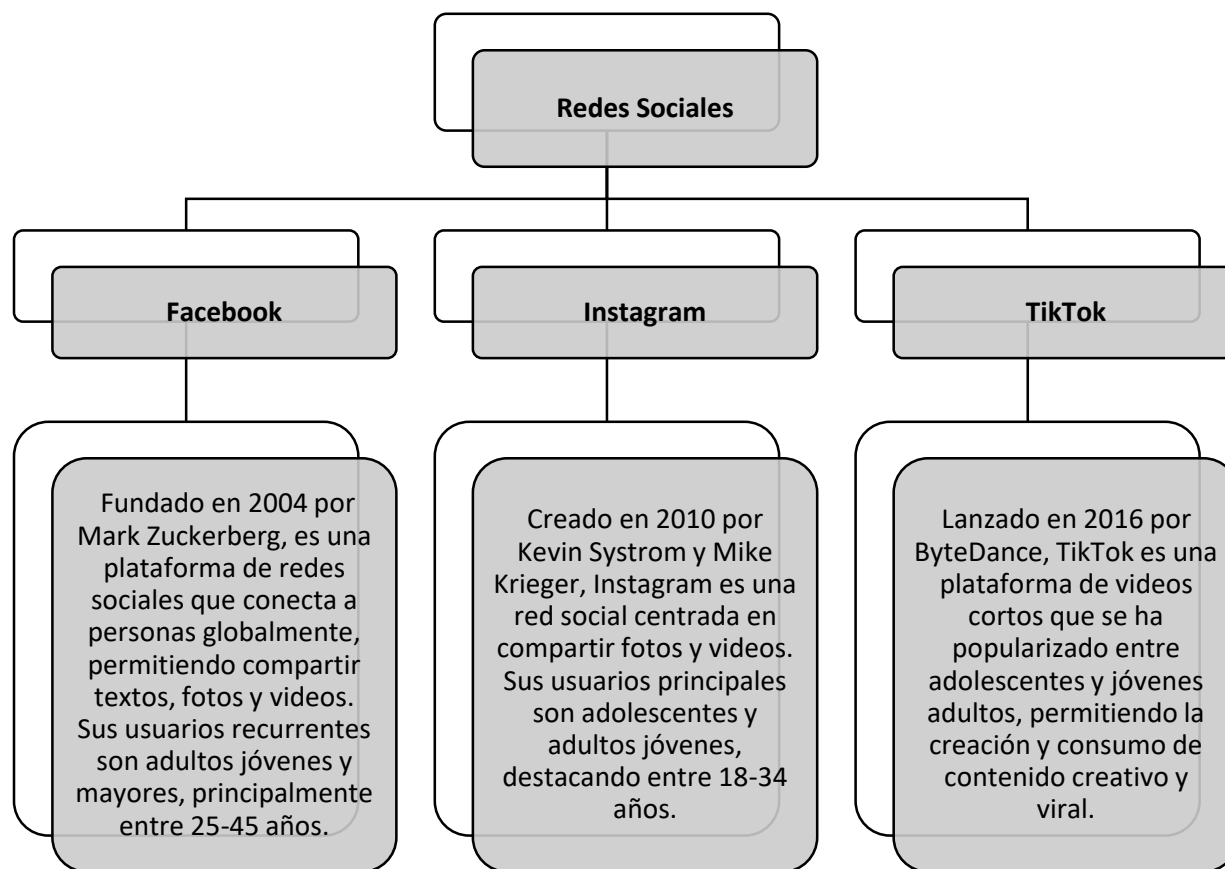 Redes Sociales
Facebook
Instagram
TikTok
Fundado en 2004 por
Mark Zuckerberg, es una
plataforma de redes
sociales que conecta a
personas globalmente,
permitiendo compartir
textos, fotos y videos.
Sus usuarios recurrentes
son adultos jóvenes y
mayores, principalmente
entre 25-45 años.
Creado en 2010 por
Kevin Systrom y Mike
Krieger, Instagram es una
red social centrada en
compartir fotos y videos.
Sus usuarios principales
son adolescentes y
adultos jóvenes,
destacando entre 18-34
años.
Lanzado en 2016 por
ByteDance, TikTok es una
plataforma de videos
cortos que se ha
popularizado entre
adolescentes y jóvenes
adultos, permitiendo la
creación y consumo de
contenido creativo y
viral.